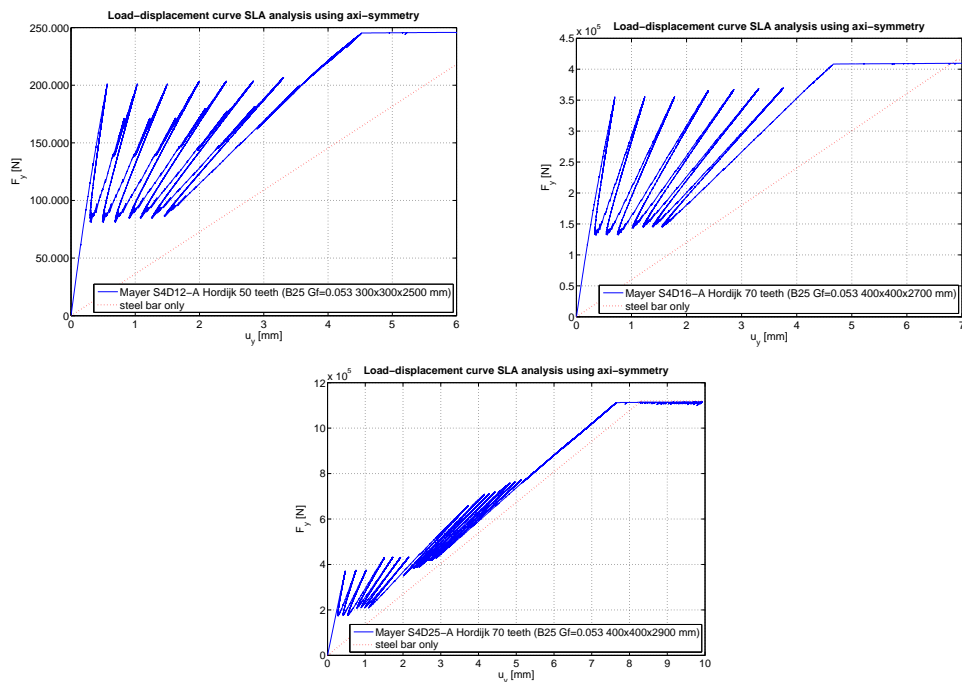 Load−displacement curve SLA analysis using axi−symmetry
250.000
200.000
150.000
100.000
50.000
0
F_y [N]
0 1 2 3 4 5 6
u_y [mm]
Mayer S4D12−A Hordijk 50 teeth (B25 Gf=0.053 300x300x2500 mm)
steel bar only
Load−displacement curve SLA analysis using axi−symmetry
x 10^5
4.5
4
3.5
3
2.5
2
1.5
1
0.5
0
F_y [N]
0 1 2 3 4 5 6 7
u_y [mm]
Mayer S4D16−A Hordijk 70 teeth (B25 Gf=0.053 400x400x2700 mm)
steel bar only
Load−displacement curve SLA analysis using axi−symmetry
x 10^5
12
10
8
6
4
2
0
F_y [N]
0 1 2 3 4 5 6 7 8 9 10
u_y [mm]
Mayer S4D25−A Hordijk 70 teeth (B25 Gf=0.053 400x400x2900 mm)
steel bar only